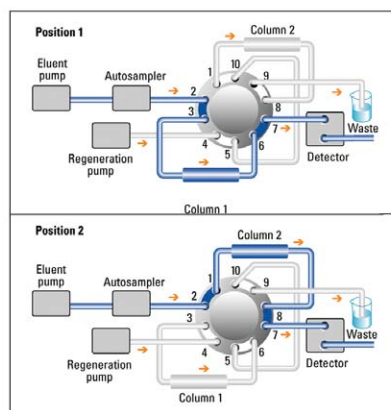 Position 1
Column 2
Eluent
pump
Autosampler
1
10
9
2
3
8
7
4
5
6
Waste
Regeneration
pump
Detector
Column 1
Position 2
Column 2
Eluent
pump
Autosampler
1
10
9
2
3
8
7
4
5
6
Waste
Regeneration
pump
Column 1
Detector